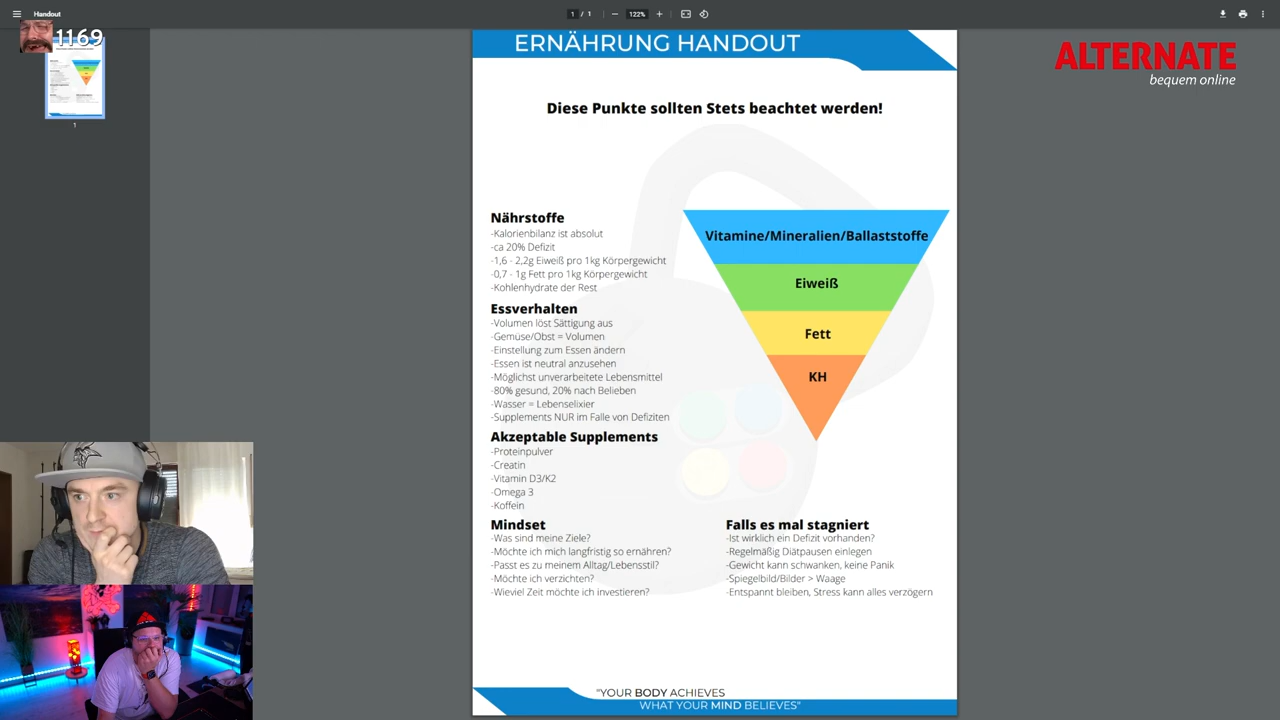 Handout
1 / 1
122%
1169
1
ALTERNATE
bequem online
ERNÄHRUNG HANDOUT
Diese Punkte sollten Stets beachtet werden!
Nährstoffe
-Kalorienbilanz ist absolut
-ca 20% Defizit
-1,6 - 2,2g Eiweiß pro 1kg Körpergewicht
-0,7 - 1g Fett pro 1kg Körpergewicht
-Kohlenhydrate der Rest
Essverhalten
-Volumen löst Sättigung aus
-Gemüse/Obst = Volumen
-Einstellung zum Essen ändern
-Essen ist neutral anzusehen
-Möglichst unverarbeitete Lebensmittel
-80% gesund, 20% nach Belieben
-Wasser = Lebenselixier
-Supplements NUR im Falle von Defiziten
Akzeptable Supplements
-Proteinpulver
-Creatin
-Vitamin D3/K2
-Omega 3
-Koffein
Mindset
-Was sind meine Ziele?
-Möchte ich mich langfristig so ernähren?
-Passt es zu meinem Alltag/Lebensstil?
-Möchte ich verzichten?
-Wieviel Zeit möchte ich investieren?
Vitamine/Mineralien/Ballaststoffe
Eiweiß
Fett
KH
Falls es mal stagniert
-Ist wirklich ein Defizit vorhanden?
-Regelmäßig Diätpausen einlegen
-Gewicht kann schwanken, keine Panik
-Spiegelbild/Bilder > Waage
-Entspannt bleiben, Stress kann alles verzögern
"YOUR BODY ACHIEVES
WHAT YOUR MIND BELIEVES"